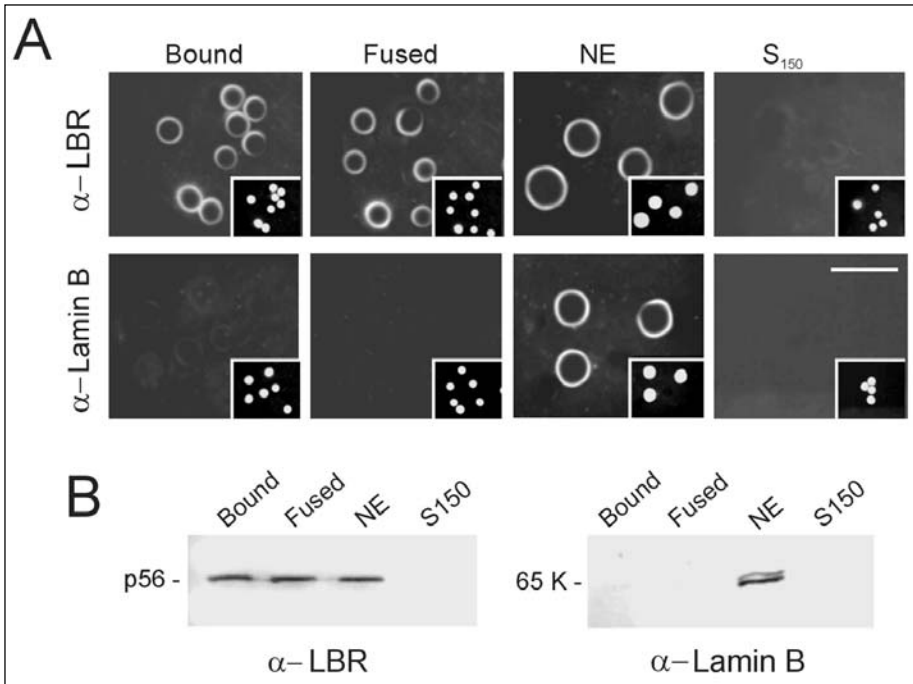 A
Bound Fused NE S₁₅₀
α– LBR
α–Lamin B
B
Bound Fused NE S150
p56 -
α– LBR
Bound Fused NE S150
65 K -
α–Lamin B